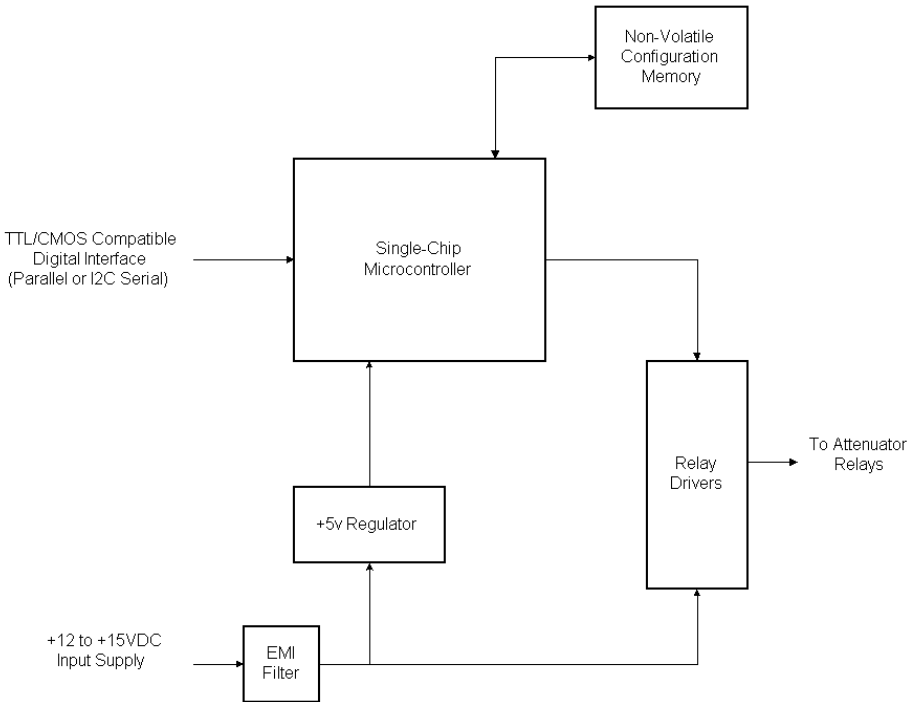 Non-Volatile
Configuration
Memory
TTL/CMOS Compatible
Digital Interface
(Parallel or I2C Serial)
Single-Chip
Microcontroller
To Attenuator
Relays
Relay
Drivers
+5v Regulator
+12 to +15VDC
Input Supply
EMI
Filter